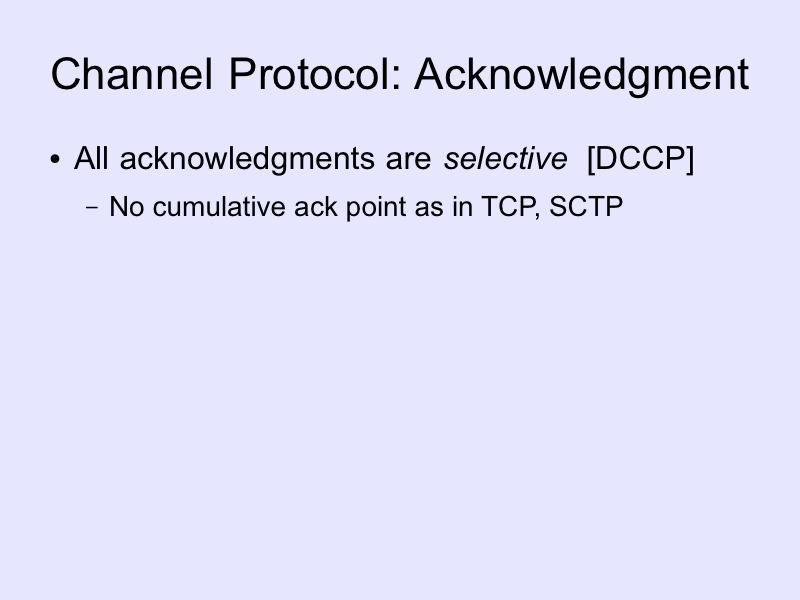 Channel Protocol: Acknowledgment
• All acknowledgments are selective [DCCP]
– No cumulative ack point as in TCP, SCTP